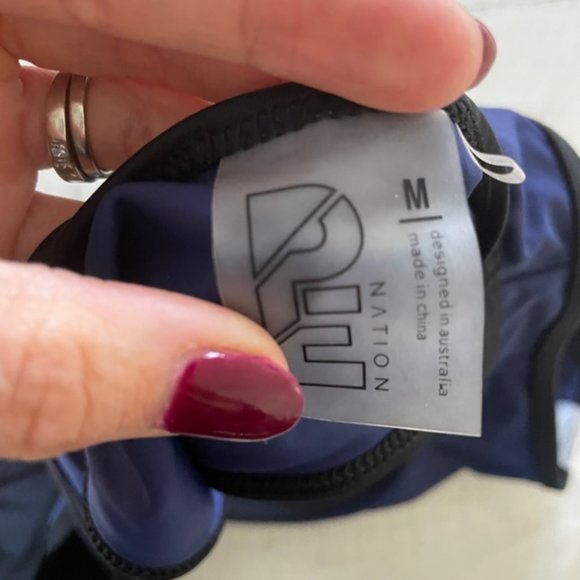 M
designed in australia
made in china
NATION